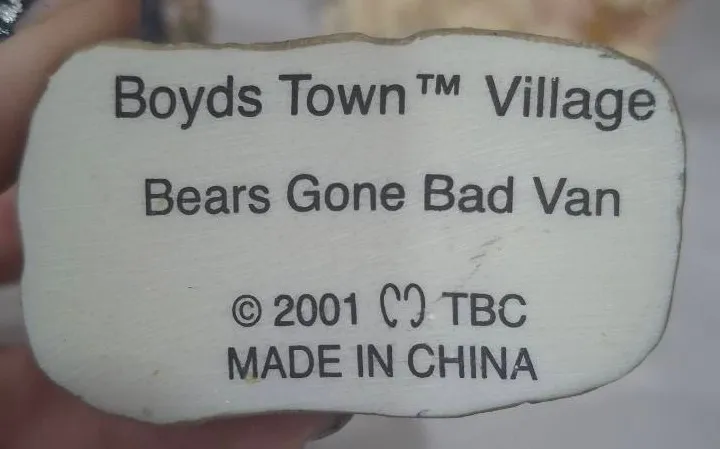 Boyds Town™ Village
Bears Gone Bad Van
© 2001 TBC
MADE IN CHINA